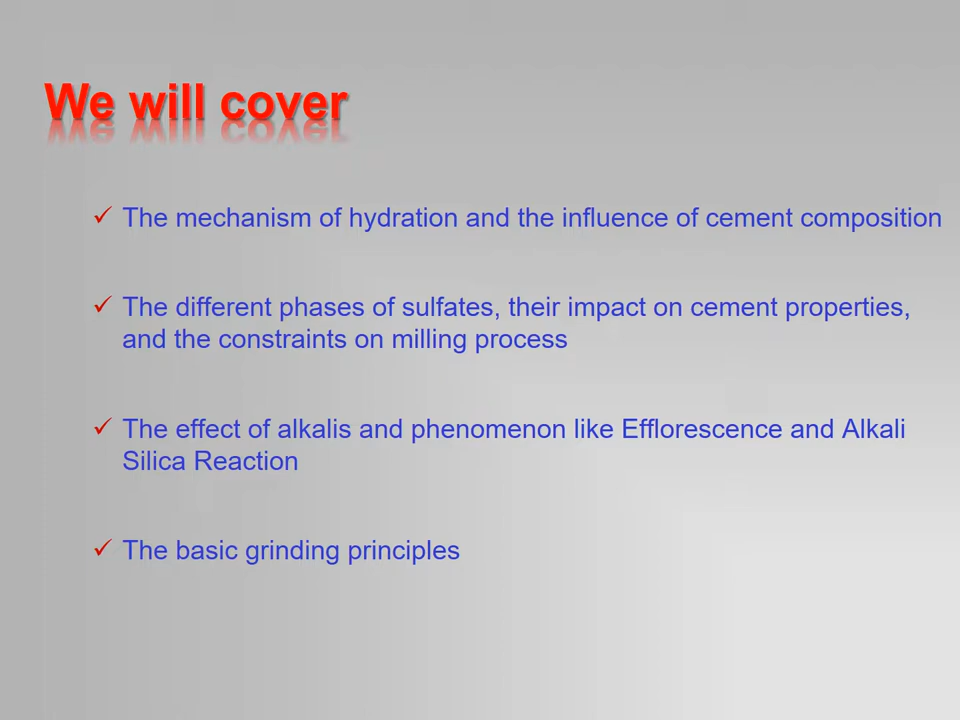 We will cover
✓ The mechanism of hydration and the influence of cement composition
✓ The different phases of sulfates, their impact on cement properties,
and the constraints on milling process
✓ The effect of alkalis and phenomenon like Efflorescence and Alkali
Silica Reaction
✓ The basic grinding principles